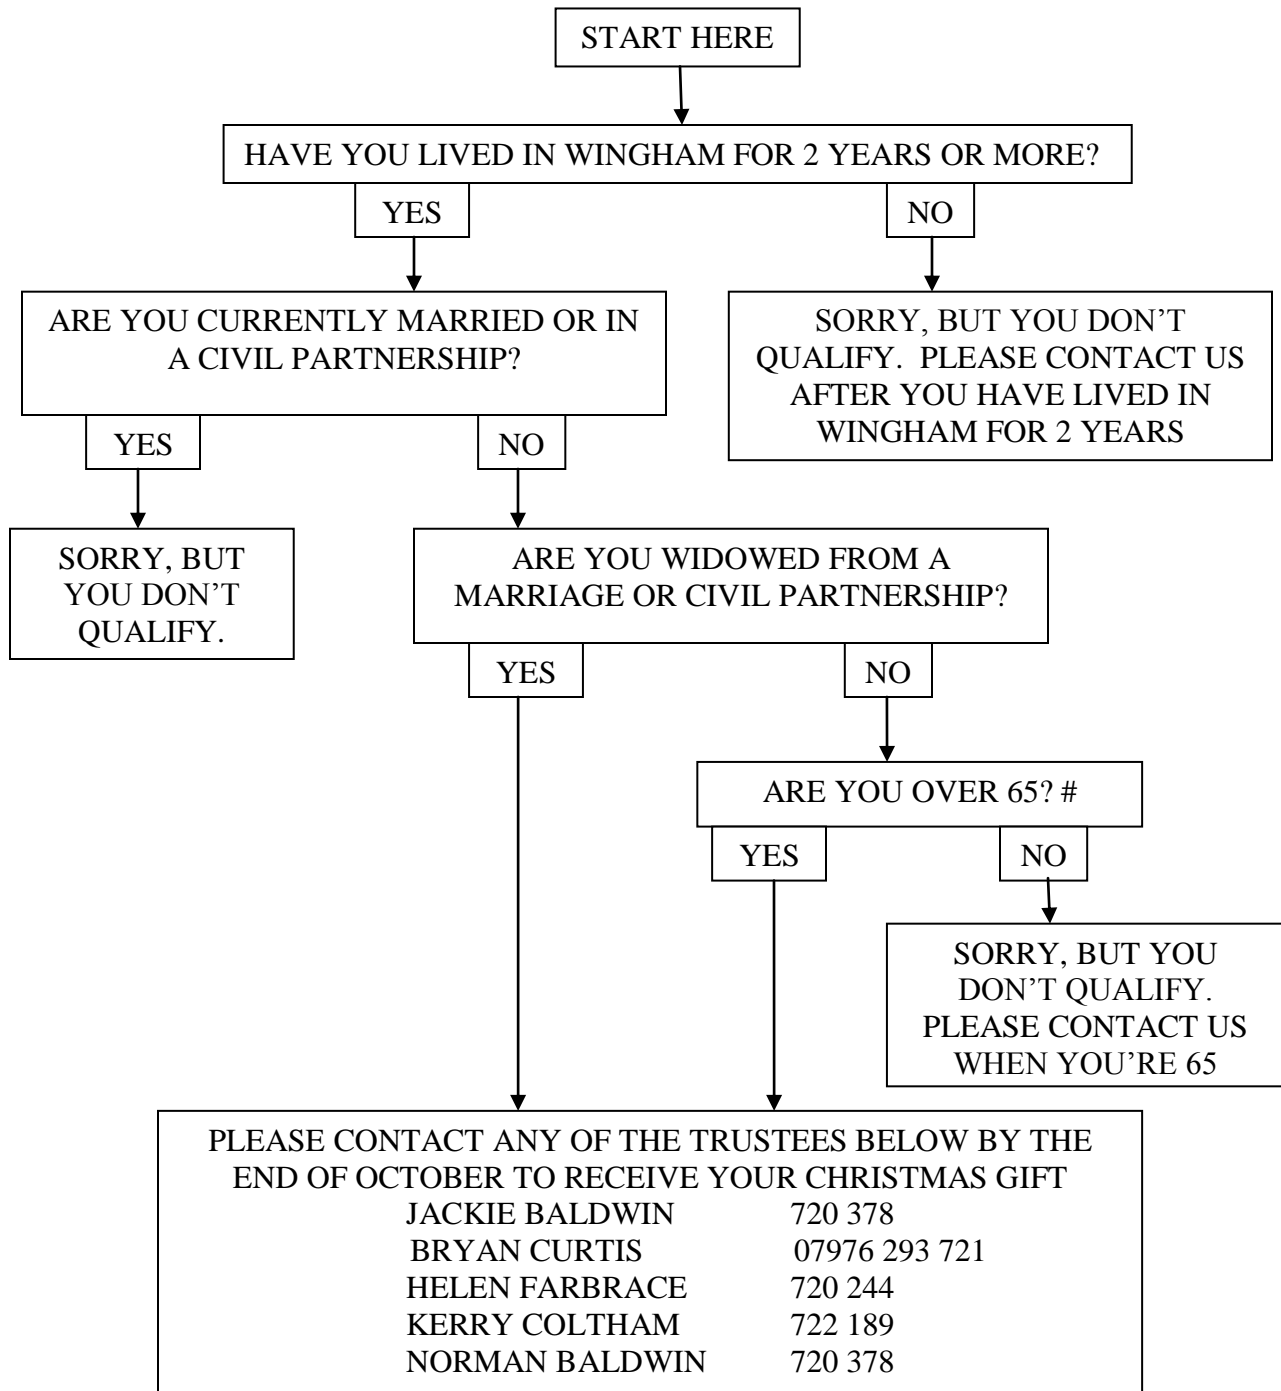 START HERE
HAVE YOU LIVED IN WINGHAM FOR 2 YEARS OR MORE?
YES
NO
ARE YOU CURRENTLY MARRIED OR IN
A CIVIL PARTNERSHIP?
SORRY, BUT YOU DON'T
QUALIFY.  PLEASE CONTACT US
AFTER YOU HAVE LIVED IN
WINGHAM FOR 2 YEARS
YES
NO
SORRY, BUT
YOU DON'T
QUALIFY.
ARE YOU WIDOWED FROM A
MARRIAGE OR CIVIL PARTNERSHIP?
YES
NO
ARE YOU OVER 65? #
YES
NO
SORRY, BUT YOU
DON'T QUALIFY.
PLEASE CONTACT US
WHEN YOU'RE 65
PLEASE CONTACT ANY OF THE TRUSTEES BELOW BY THE
END OF OCTOBER TO RECEIVE YOUR CHRISTMAS GIFT
JACKIE BALDWIN 720 378
BRYAN CURTIS 07976 293 721
HELEN FARBRACE 720 244
KERRY COLTHAM 722 189
NORMAN BALDWIN 720 378